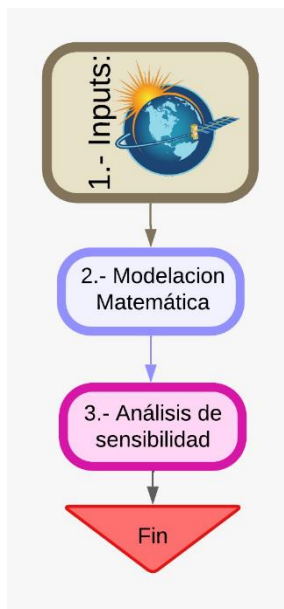 1.- Inputs:
2.- Modelacion
Matemática
3.- Análisis de
sensibilidad
Fin